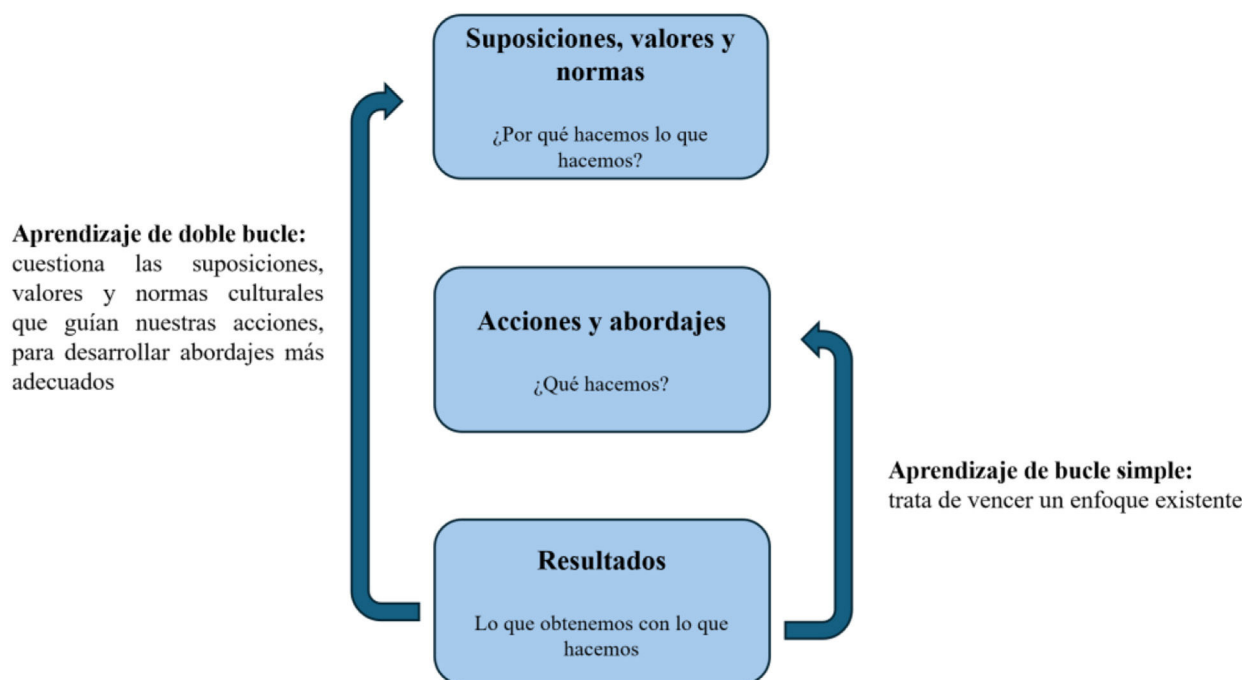 Suposiciones, valores y
normas
¿Por qué hacemos lo que
hacemos?
Aprendizaje de doble bucle:
cuestiona las suposiciones,
valores y normas culturales
que guían nuestras acciones,
para desarrollar abordajes más
adecuados
Acciones y abordajes
¿Qué hacemos?
Aprendizaje de bucle simple:
trata de vencer un enfoque existente
Resultados
Lo que obtenemos con lo que
hacemos